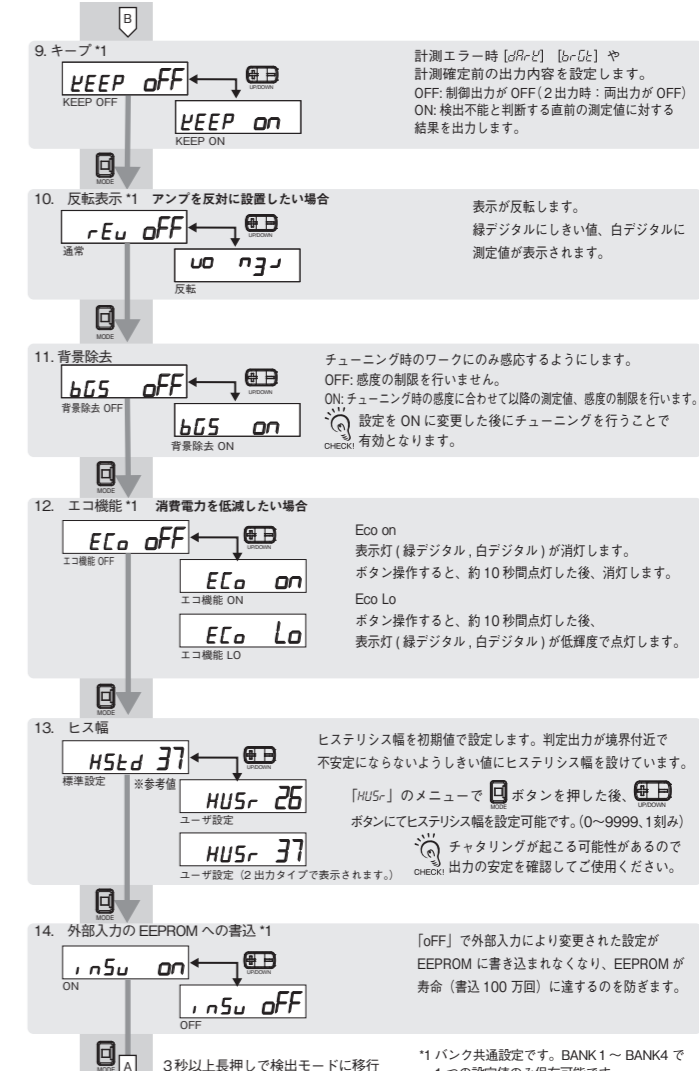 B
9. キープ *1
KEEP oFF
KEEP OFF
UP/DOWN
KEEP on
KEEP ON
計測エラー時 [dArk] [brGt] や
計測確定前の出力内容を設定します。
OFF: 制御出力が OFF(2 出力時：両出力が OFF)
ON: 検出不能と判断する直前の測定値に対する
結果を出力します。
MODE
10. 反転表示 *1 アンプを反対に設置したい場合
rEv oFF
通常
UP/DOWN
反転
表示が反転します。
緑デジタルにしきい値、白デジタルに
測定値が表示されます。
MODE
11. 背景除去
bGS oFF
背景除去 OFF
UP/DOWN
bGS on
背景除去 ON
チューニング時のワークにのみ感応するようにします。
OFF: 感度の制限を行いません。
ON: チューニング時の感度に合わせて以降の測定値、感度の制限を行います。
設定を ON に変更した後にチューニングを行うことで
CHECK! 有効となります。
MODE
12. エコ機能 *1 消費電力を低減したい場合
ECo oFF
エコ機能 OFF
UP/DOWN
ECo on
エコ機能 ON
ECo Lo
エコ機能 LO
Eco on
表示灯 ( 緑デジタル , 白デジタル ) が消灯します。
ボタン操作すると、約 10 秒間点灯した後、消灯します。
Eco Lo
ボタン操作すると、約 10 秒間点灯した後、
表示灯 ( 緑デジタル , 白デジタル ) が低輝度で点灯します。
MODE
13. ヒス幅
HStd 37
標準設定 ※参考値
UP/DOWN
HUSr 26
ユーザ設定
HUSr 37
ユーザ設定（2 出力タイプで表示されます。）
ヒステリシス幅を初期値で設定します。判定出力が境界付近で
不安定にならないようしきい値にヒステリシス幅を設けています。
「HUSr」のメニューで MODE ボタンを押した後、 UP/DOWN
ボタンにてヒステリシス幅を設定可能です。(0〜9999、1刻み）
チャタリングが起こる可能性があるので
CHECK! 出力の安定を確認してご使用ください。
MODE
14. 外部入力の EEPROM への書込 *1
inSv on
ON
UP/DOWN
inSv oFF
OFF
「oFF」で外部入力により変更された設定が
EEPROM に書き込まれなくなり、EEPROM が
寿命（書込 100 万回）に達するのを防ぎます。
MODE
A
3秒以上長押しで検出モードに移行
*1 バンク共通設定です。BANK 1 〜 BANK4 で
1 つの設定値のみ保存可能です。